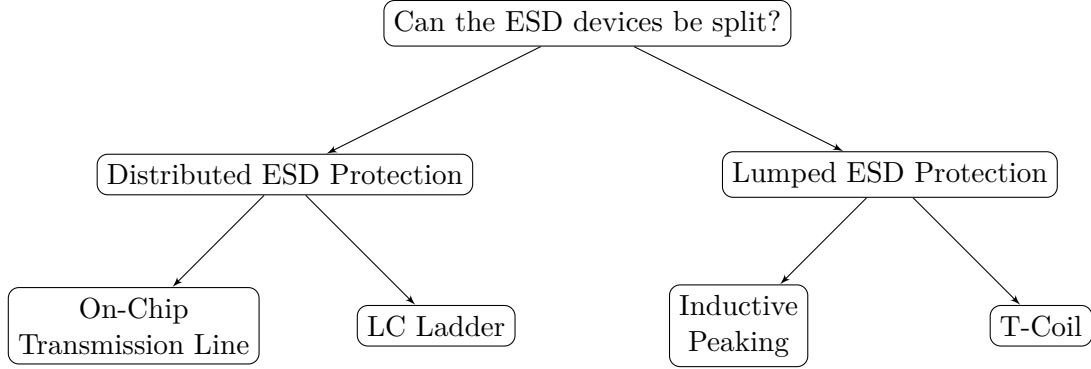 Can the ESD devices be split?
Distributed ESD Protection
Lumped ESD Protection
On-Chip
Transmission Line
LC Ladder
Inductive
Peaking
T-Coil